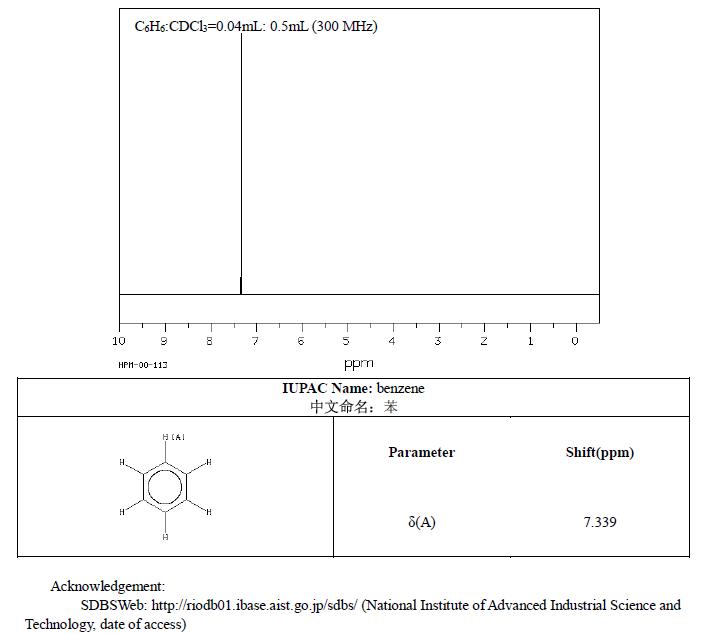 C₆H₆:CDCl₃=0.04mL: 0.5mL (300 MHz)
10 9 8 7 6 5 4 3 2 1 0
HPM-00-113
ppm
IUPAC Name: benzene
中文命名：苯
H (A)
H H
H H
H
Parameter Shift(ppm)
δ(A) 7.339
Acknowledgement:
SDBSWeb: http://riodb01.ibase.aist.go.jp/sdbs/ (National Institute of Advanced Industrial Science and
Technology, date of access)